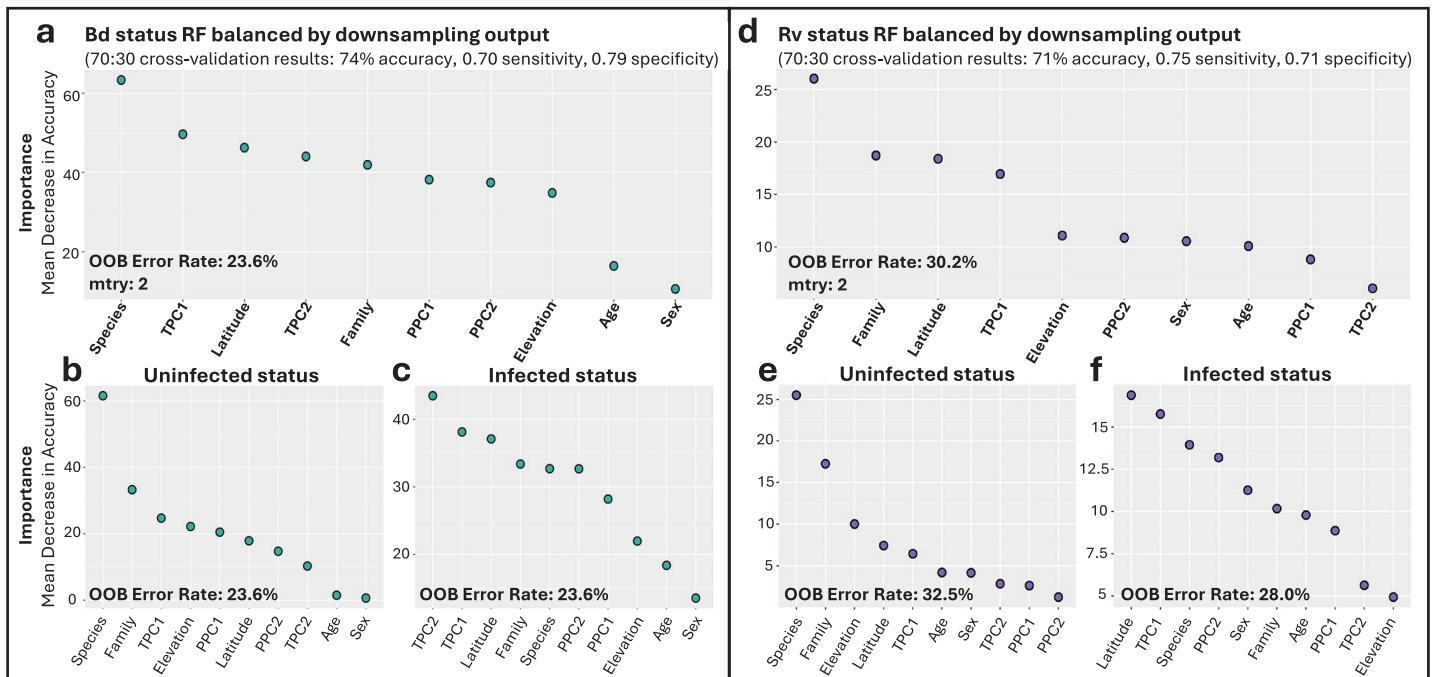 a
Bd status RF balanced by downsampling output
(70:30 cross-validation results: 74% accuracy, 0.70 sensitivity, 0.79 specificity)
Importance
Mean Decrease in Accuracy
60
40
20
OOB Error Rate: 23.6%
mtry: 2
Species
TPC1
Latitude
TPC2
Family
PPC1
PPC2
Elevation
Age
Sex
b
Uninfected status
Importance
Mean Decrease in Accuracy
60
40
20
0
OOB Error Rate: 23.6%
Species
Family
TPC1
Elevation
PPC1
Latitude
PPC2
TPC2
Age
Sex
c
Infected status
40
30
20
OOB Error Rate: 23.6%
TPC2
TPC1
Latitude
Family
Species
PPC2
PPC1
Elevation
Age
Sex
d
Rv status RF balanced by downsampling output
(70:30 cross-validation results: 71% accuracy, 0.75 sensitivity, 0.71 specificity)
25
20
15
10
OOB Error Rate: 30.2%
mtry: 2
Species
Family
Latitude
TPC1
Elevation
PPC2
Sex
Age
PPC1
TPC2
e
Uninfected status
25
20
15
10
5
OOB Error Rate: 32.5%
Species
Family
Elevation
Latitude
TPC1
Age
Sex
TPC2
PPC1
PPC2
f
Infected status
15
12.5
10
7.5
5
OOB Error Rate: 28.0%
Latitude
TPC1
Species
PPC2
Sex
Family
Age
PPC1
TPC2
Elevation